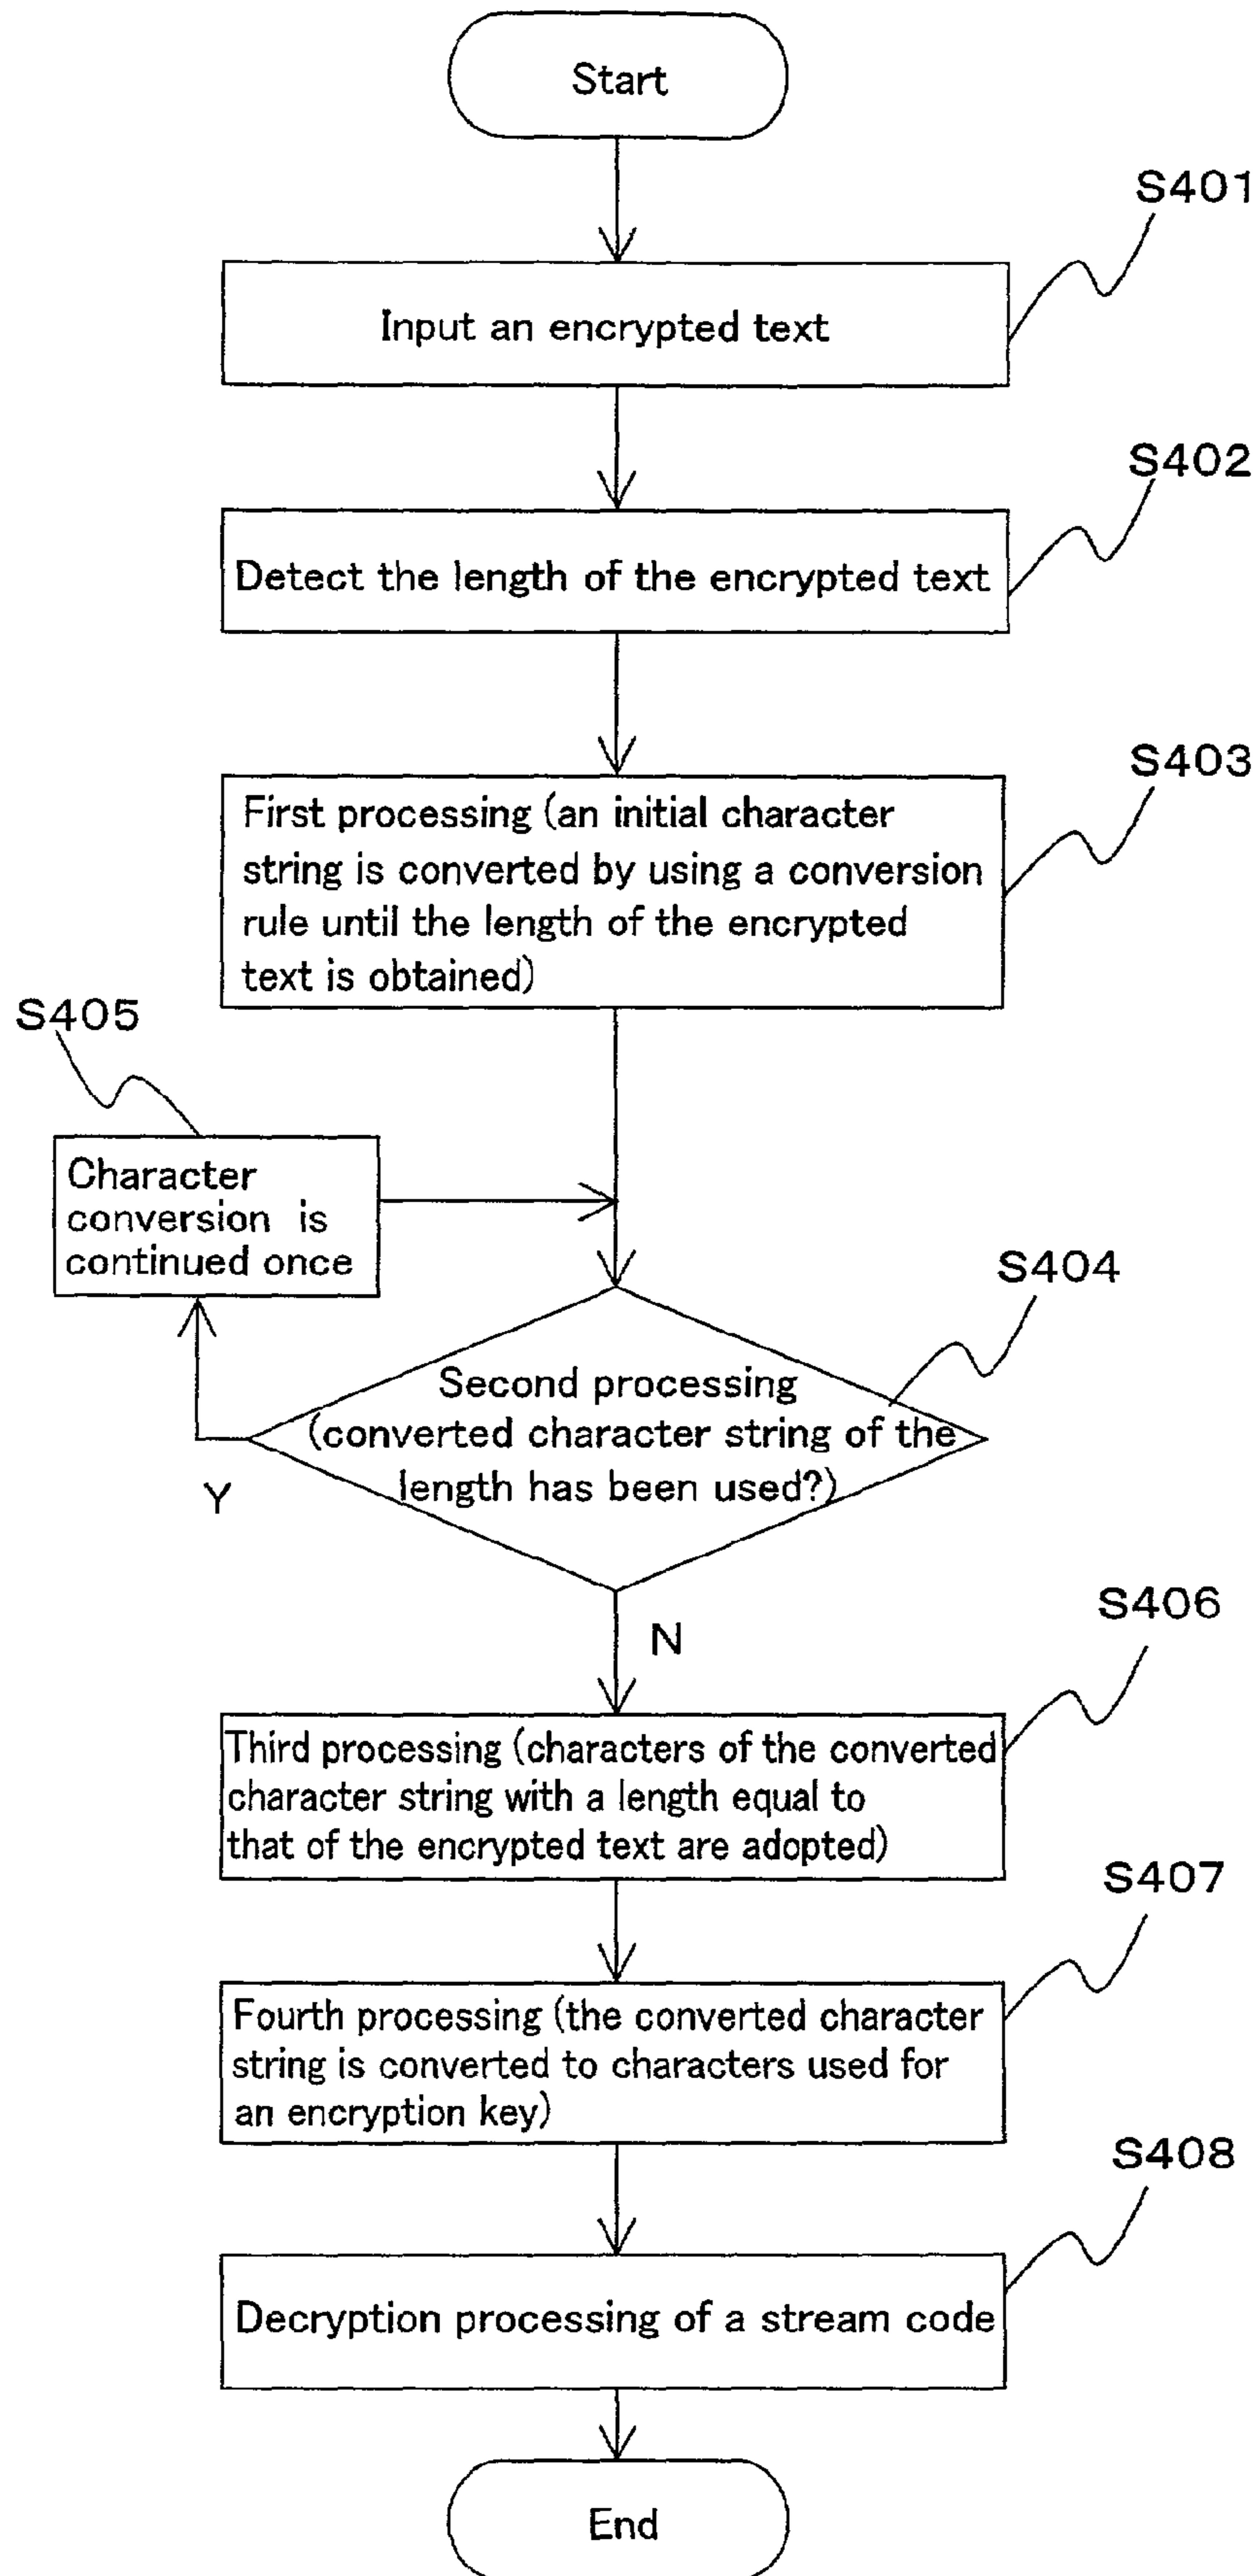 Start
S401
Input an encrypted text
S402
Detect the length of the encrypted text
S403
First processing (an initial character
string is converted by using a conversion
rule until the length of the encrypted
text is obtained)
S405
Character
conversion is
continued once
S404
Second processing
(converted character string of the
length has been used?)
Y
N
S406
Third processing (characters of the converted
character string with a length equal to
that of the encrypted text are adopted)
S407
Fourth processing (the converted character
string is converted to characters used for
an encryption key)
S408
Decryption processing of a stream code
End